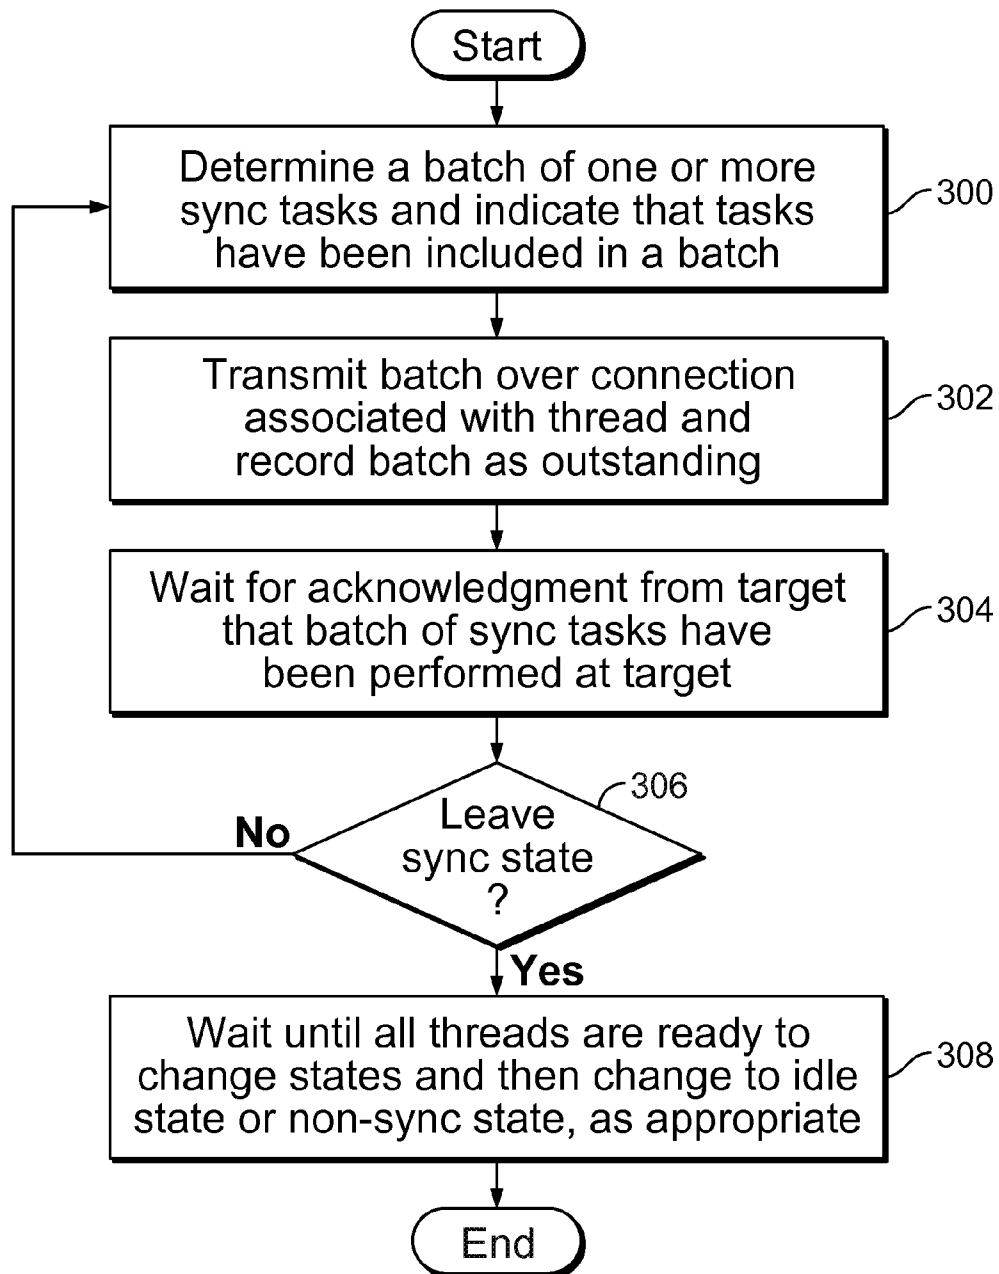 Start
Determine a batch of one or more
sync tasks and indicate that tasks
have been included in a batch
300
Transmit batch over connection
associated with thread and
record batch as outstanding
302
Wait for acknowledgment from target
that batch of sync tasks have
been performed at target
304
306
Leave
sync state
?
No
Yes
Wait until all threads are ready to
change states and then change to idle
state or non-sync state, as appropriate
308
End